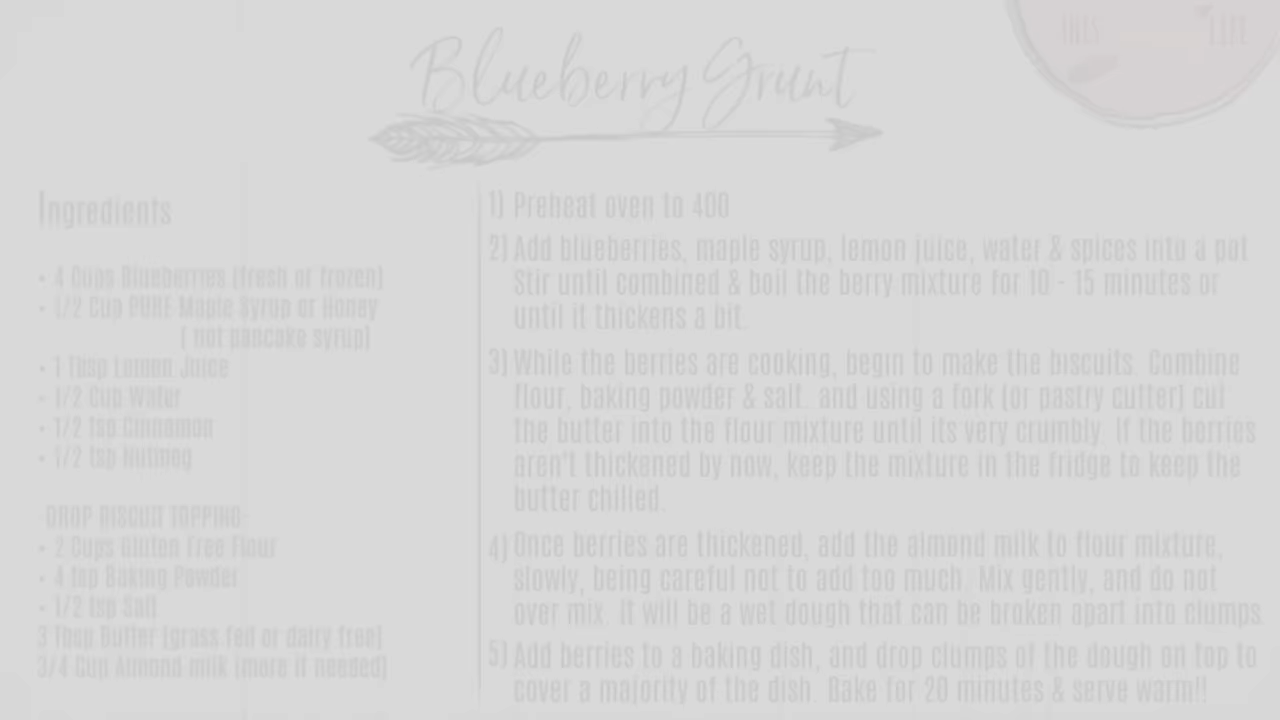 THIS LIFE
Blueberry Grunt
Ingredients
• 4 Cups Blueberries (fresh or frozen)
• 1/2 Cup PURE Maple Syrup or Honey
( not pancake syrup)
• 1 Tbsp Lemon Juice
• 1/2 Cup Water
• 1/2 tsp Cinnamon
• 1/2 tsp Nutmeg
-DROP BISCUIT TOPPING-
• 2 Cups Gluten Free Flour
• 4 tsp Baking Powder
• 1/2 tsp Salt
3 Tbsp Butter (grass fed or dairy free)
3/4 Cup Almond milk (more if needed)
1) Preheat oven to 400
2) Add blueberries, maple syrup, lemon juice, water & spices into a pot
Stir until combined & boil the berry mixture for 10 - 15 minutes or
until it thickens a bit.
3) While the berries are cooking, begin to make the biscuits. Combine
flour, baking powder & salt. and using a fork (or pastry cutter) cut
the butter into the flour mixture until its very crumbly. If the berries
aren't thickened by now, keep the mixture in the fridge to keep the
butter chilled.
4) Once berries are thickened, add the almond milk to flour mixture,
slowly, being careful not to add too much. Mix gently, and do not
over mix. It will be a wet dough that can be broken apart into clumps.
5) Add berries to a baking dish, and drop clumps of the dough on top to
cover a majority of the dish. Bake for 20 minutes & serve warm!!